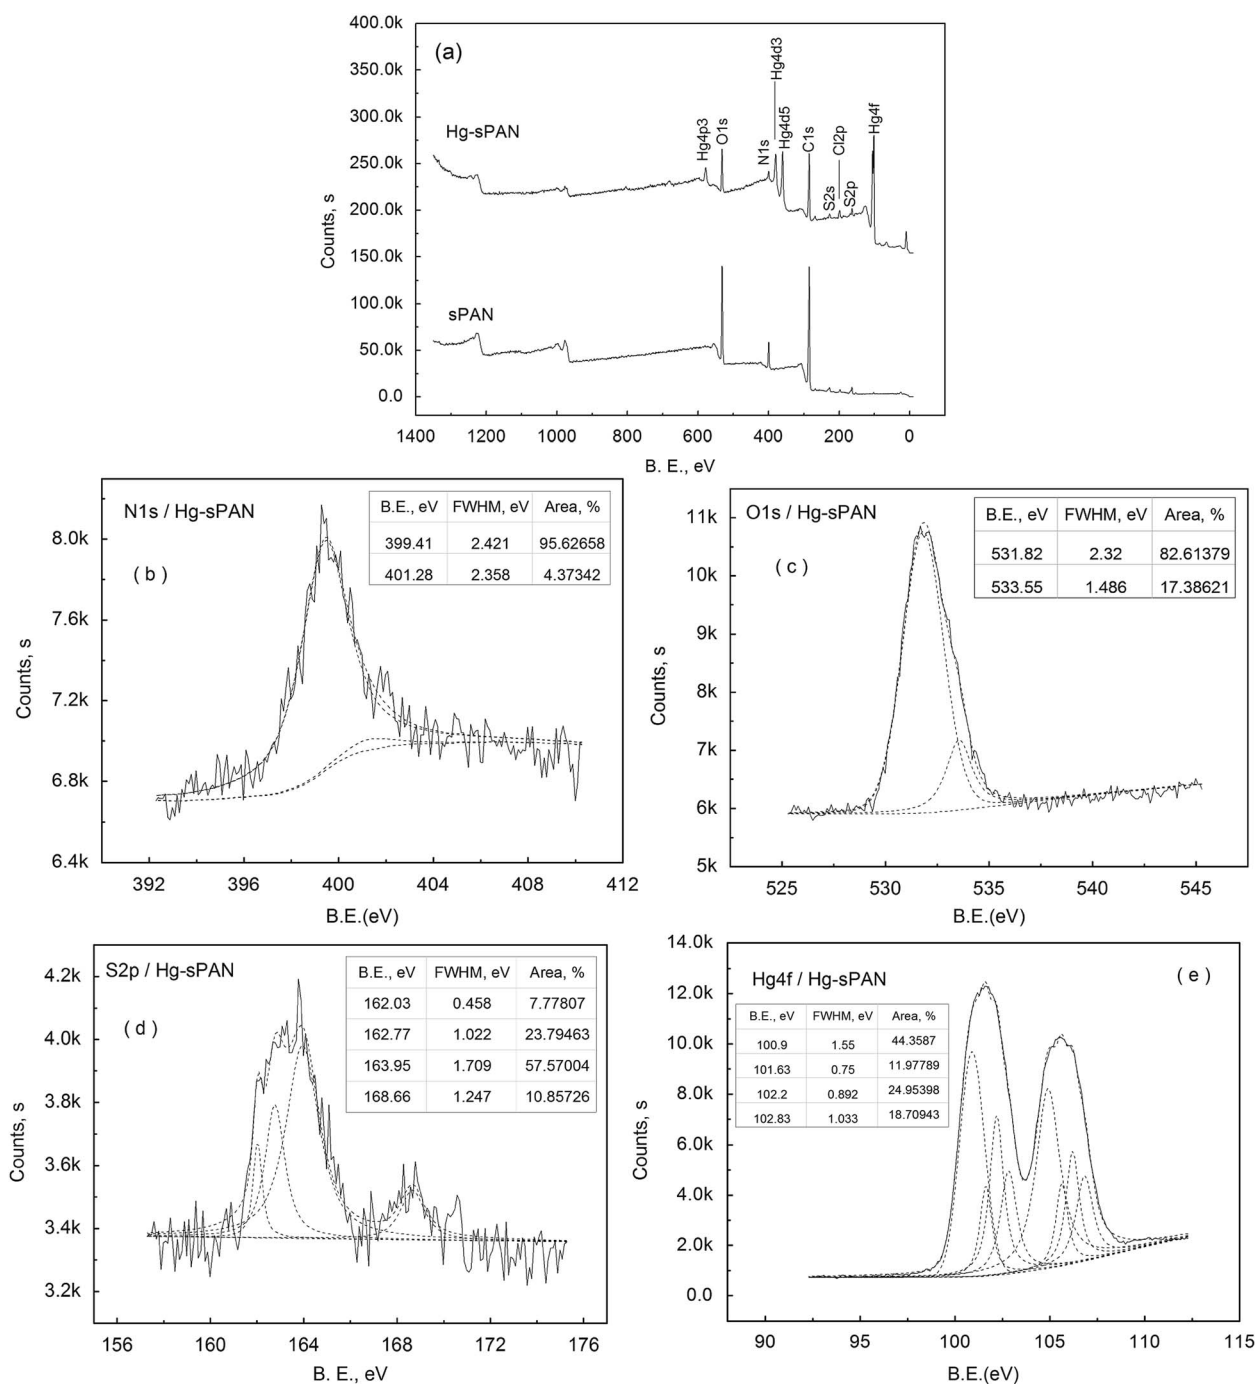 (a)
400.0k
350.0k
300.0k
250.0k
200.0k
150.0k
100.0k
50.0k
0.0
Counts, s
Hg-sPAN
sPAN
Hg4p3
O1s
N1s
Hg4d3
Hg4d5
C1s
S2s
Cl2p
S2p
Hg4f
1400 1200 1000 800 600 400 200 0
B. E., eV
N1s / Hg-sPAN
( b )
B.E., eV FWHM, eV Area, %
399.41 2.421 95.62658
401.28 2.358 4.37342
8.0k
7.6k
7.2k
6.8k
6.4k
Counts, s
392 396 400 404 408 412
B.E.(eV)
O1s / Hg-sPAN
( c )
B.E., eV FWHM, eV Area, %
531.82 2.32 82.61379
533.55 1.486 17.38621
11k
10k
9k
8k
7k
6k
5k
Counts, s
525 530 535 540 545
B.E.(eV)
S2p / Hg-sPAN
( d )
B.E., eV FWHM, eV Area, %
162.03 0.458 7.77807
162.77 1.022 23.79463
163.95 1.709 57.57004
168.66 1.247 10.85726
4.2k
4.0k
3.8k
3.6k
3.4k
3.2k
Counts, s
156 160 164 168 172 176
B. E., eV
Hg4f / Hg-sPAN
( e )
B.E., eV FWHM, eV Area, %
100.9 1.55 44.3587
101.63 0.75 11.97789
102.2 0.892 24.95398
102.83 1.033 18.70943
14.0k
12.0k
10.0k
8.0k
6.0k
4.0k
2.0k
0.0
Counts, s
90 95 100 105 110 115
B.E.(eV)